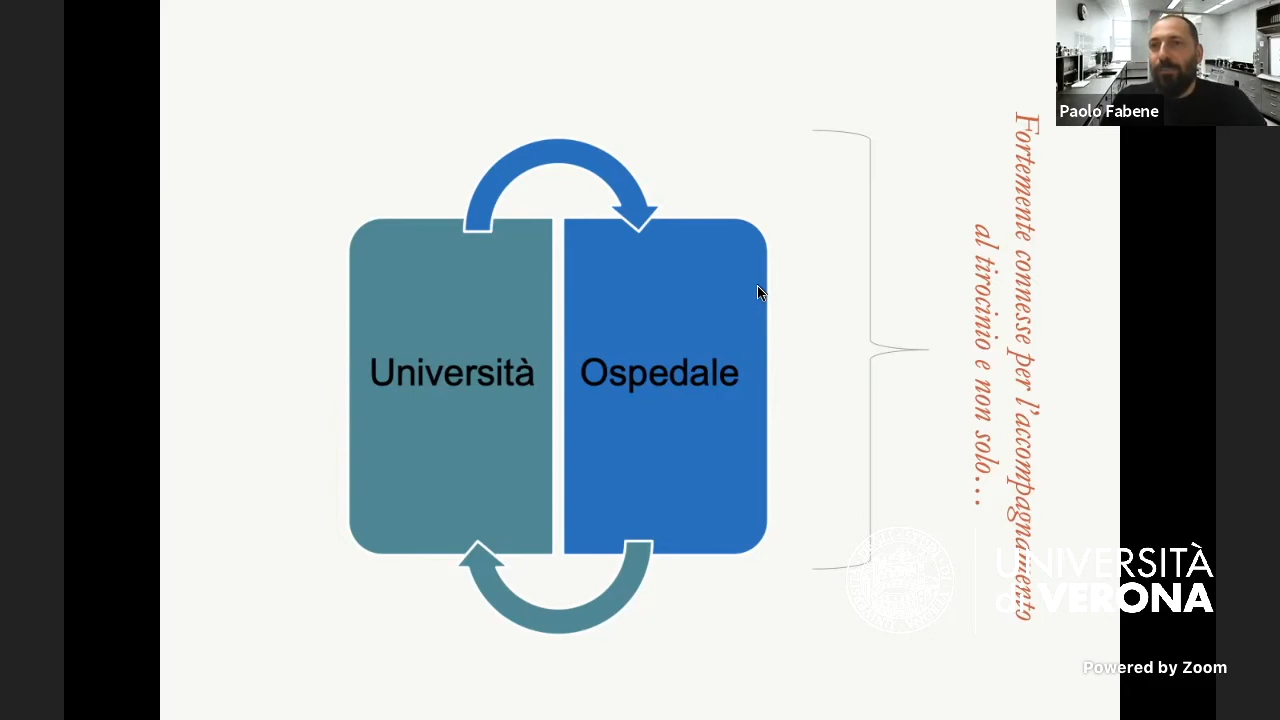 Paolo Fabene
Università
Ospedale
Fortemente connesse per l'accompagnamento
al tirocinio e non solo...
UNIVERSITÀ
di VERONA
Powered by Zoom